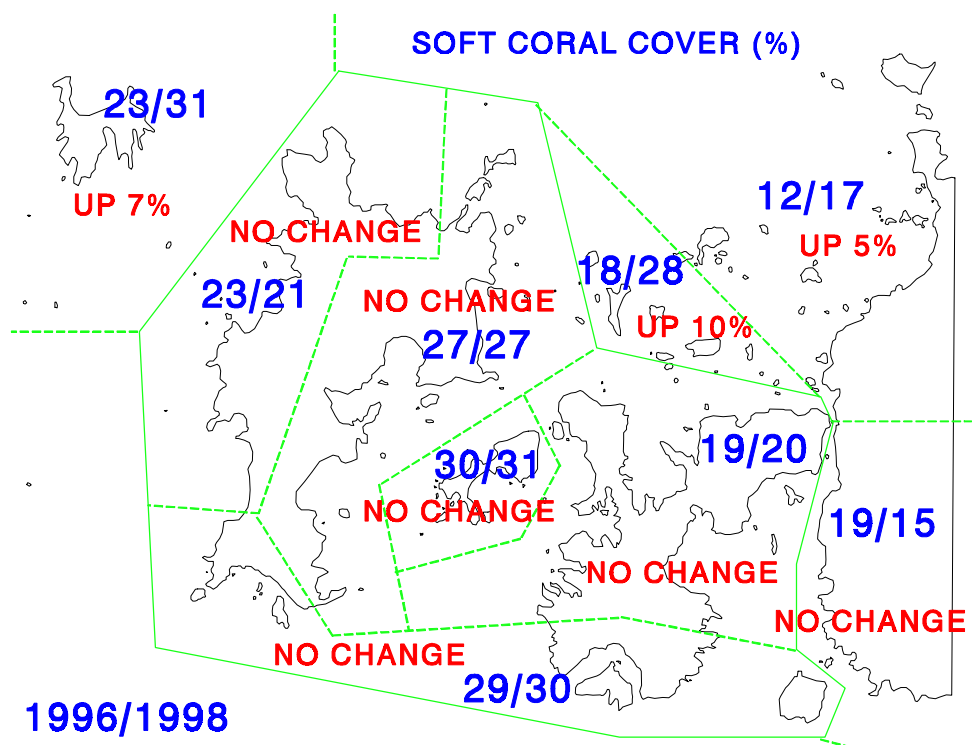 SOFT CORAL COVER (%)
23/31
UP 7%
12/17
UP 5%
NO CHANGE
23/21
18/28
NO CHANGE
UP 10%
27/27
19/20
30/31
NO CHANGE
19/15
NO CHANGE
NO CHANGE
NO CHANGE
29/30
1996/1998